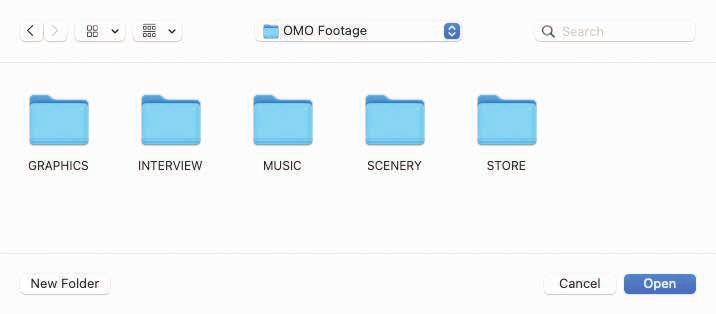 OMO Footage
Search
GRAPHICS INTERVIEW MUSIC SCENERY STORE
New Folder Cancel Open